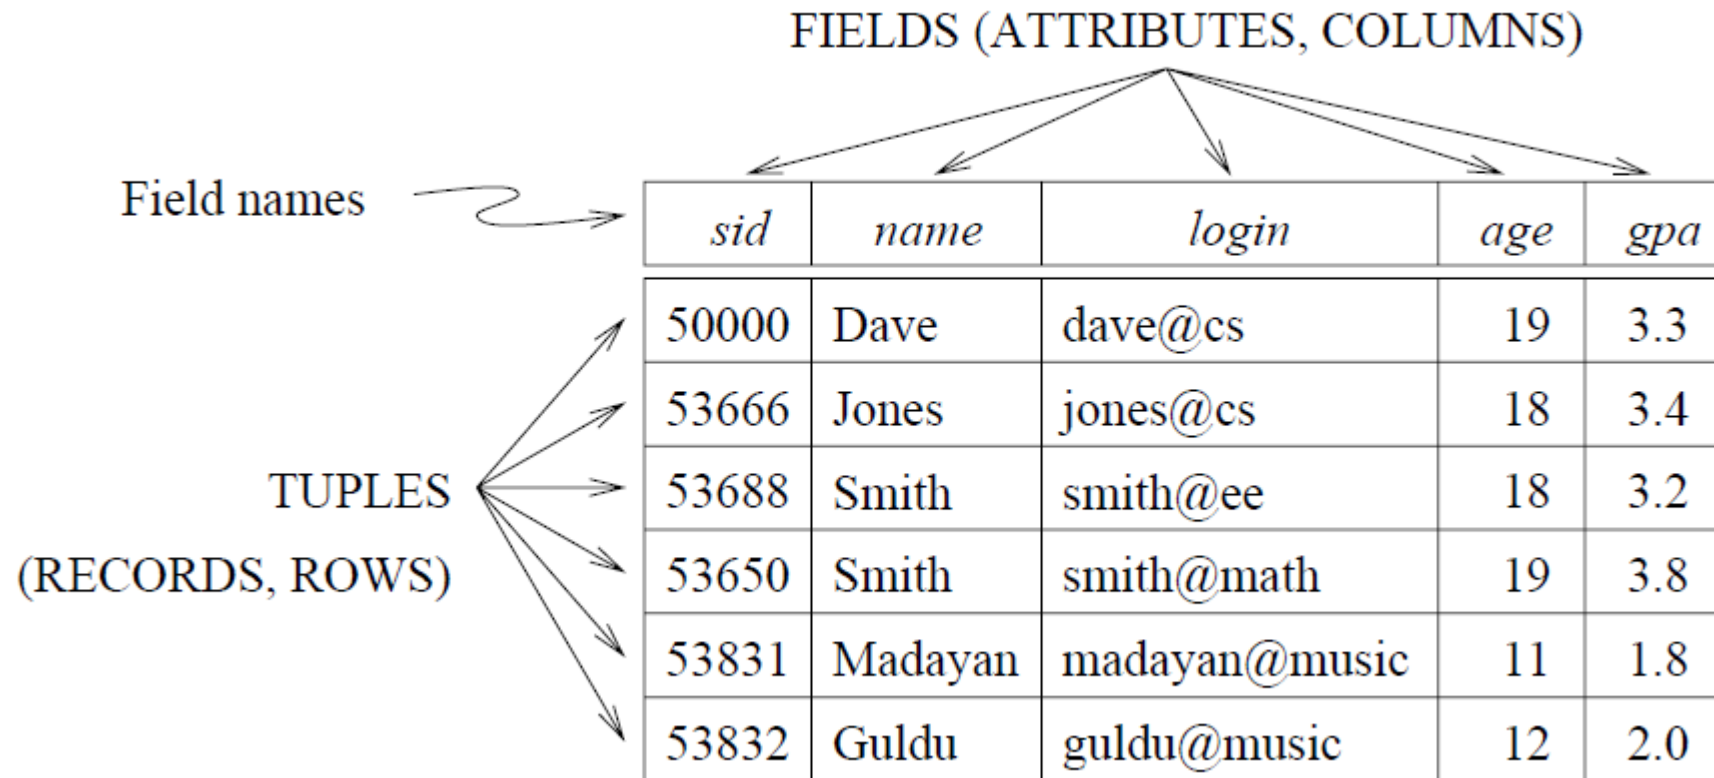 FIELDS (ATTRIBUTES, COLUMNS)
Field names
sid name login age gpa
50000 Dave dave@cs 19 3.3
53666 Jones jones@cs 18 3.4
TUPLES
53688 Smith smith@ee 18 3.2
(RECORDS, ROWS)
53650 Smith smith@math 19 3.8
53831 Madayan madayan@music 11 1.8
53832 Guldu guldu@music 12 2.0